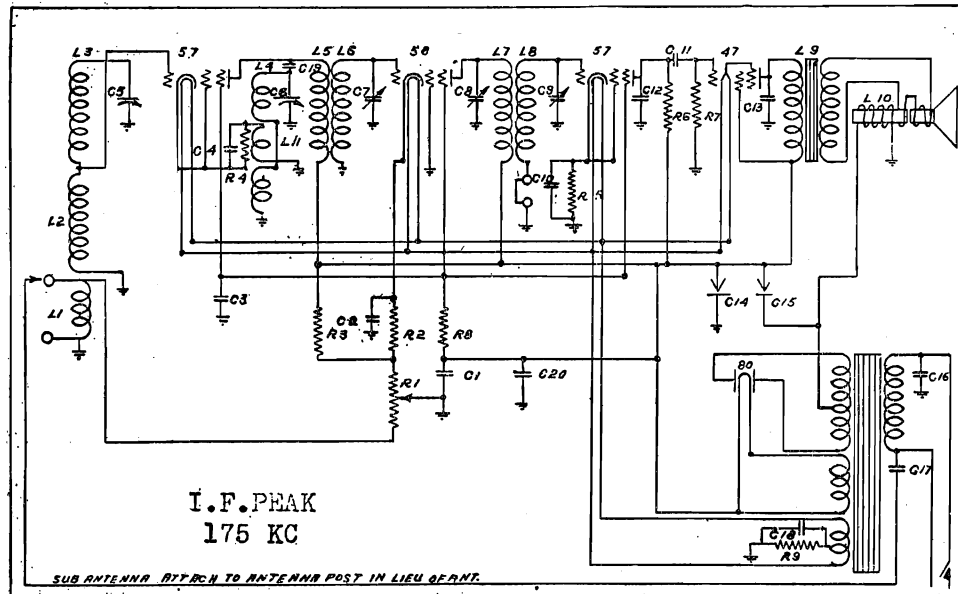 L3 57 L4 C19 L5 L6 58 L7 L8 57 C11 47 L9
C5 C6 C7 C8 C9 C12 R6 R7 C13 L10
C4 L11
R4 C10 R5
L2
C3 C14 C15
L1 R3 C2 R2 R8
R1 C1 C20 80 C16
C17
I.F. PEAK
175 KC
C18
R9
SUB ANTENNA ATTACH TO ANTENNA POST IN LIEU OF ANT.